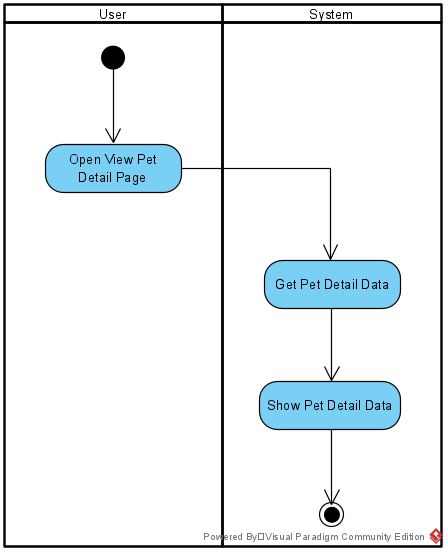 User
System
Open View Pet
Detail Page
Get Pet Detail Data
Show Pet Detail Data
Powered By□Visual Paradigm Community Edition